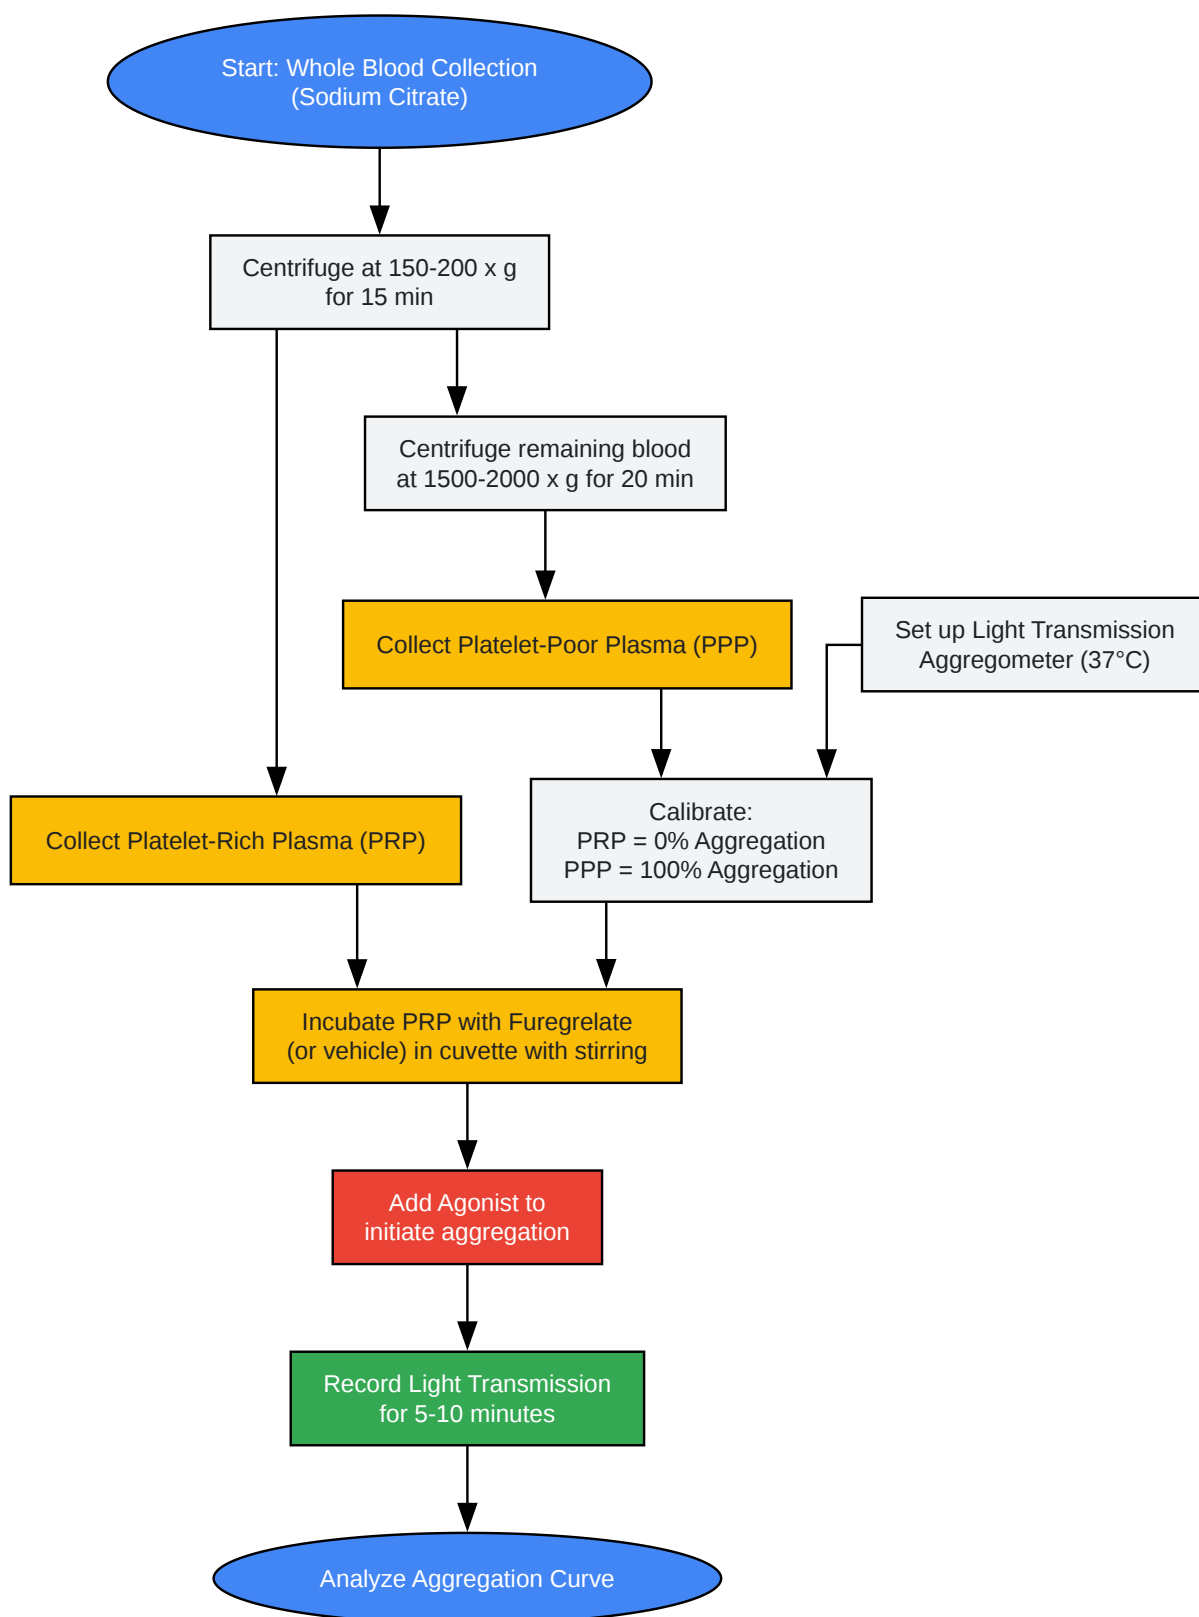 Start: Whole Blood Collection
(Sodium Citrate)
Centrifuge at 150-200 x g
for 15 min
Centrifuge remaining blood
at 1500-2000 x g for 20 min
Collect Platelet-Poor Plasma (PPP)
Set up Light Transmission
Aggregometer (37°C)
Collect Platelet-Rich Plasma (PRP)
Calibrate:
PRP = 0% Aggregation
PPP = 100% Aggregation
Incubate PRP with Furegrelate
(or vehicle) in cuvette with stirring
Add Agonist to
initiate aggregation
Record Light Transmission
for 5-10 minutes
Analyze Aggregation Curve